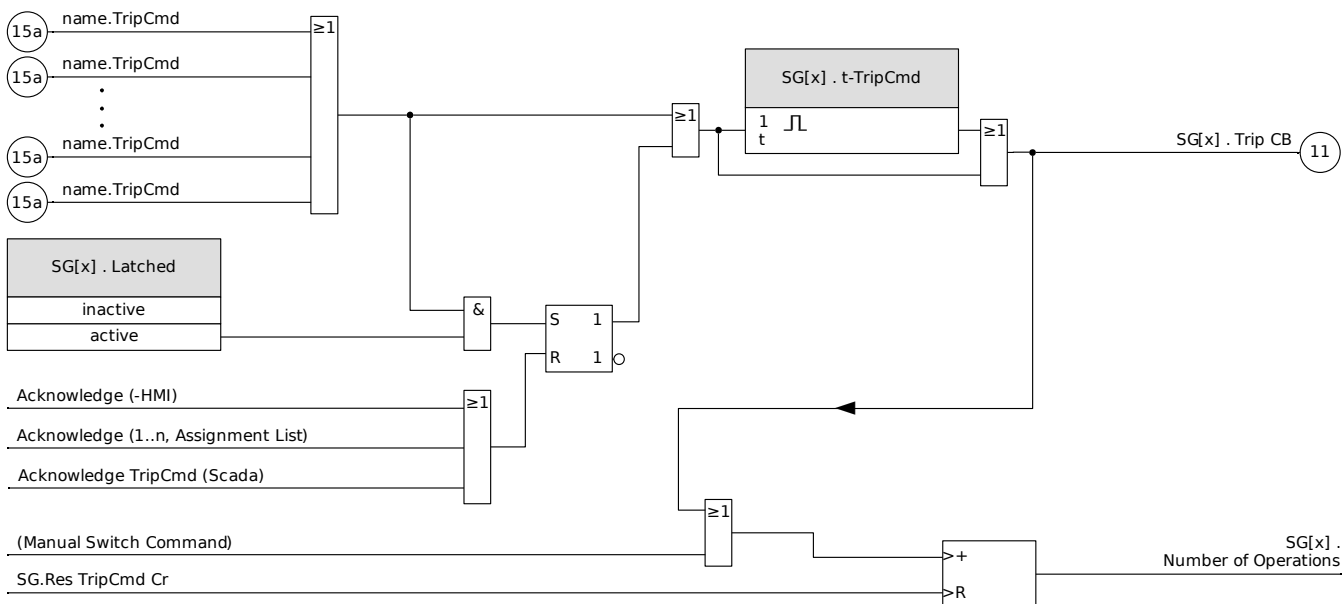 15a name.TripCmd
≥1
15a name.TripCmd
15a name.TripCmd
15a name.TripCmd
SG[x] . t-TripCmd
≥1
1
t
≥1
SG[x] . Trip CB 11
SG[x] . Latched
inactive
active
&
S 1
R 1
Acknowledge (-HMI)
≥1
Acknowledge (1..n, Assignment List)
Acknowledge TripCmd (Scada)
≥1
(Manual Switch Command)
SG.Res TripCmd Cr
>+
>R
SG[x] .
Number of Operations